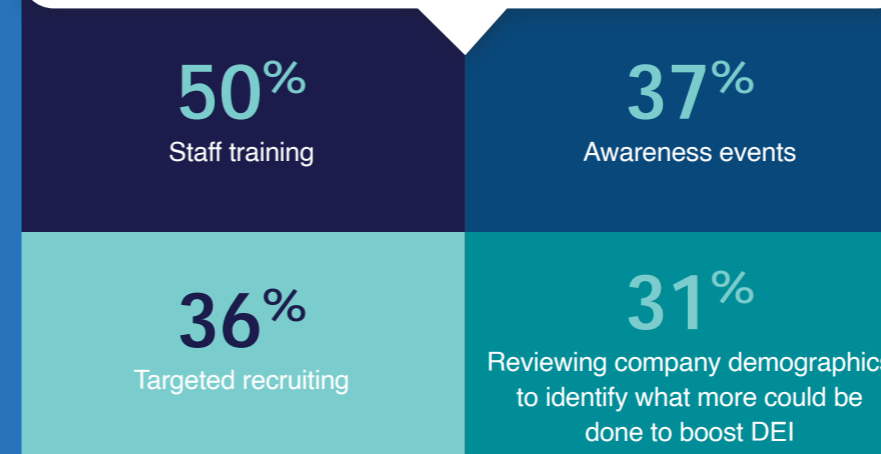 50%
Staff training
37%
Awareness events
36%
Targeted recruiting
31%
Reviewing company demographics
to identify what more could be
done to boost DEI